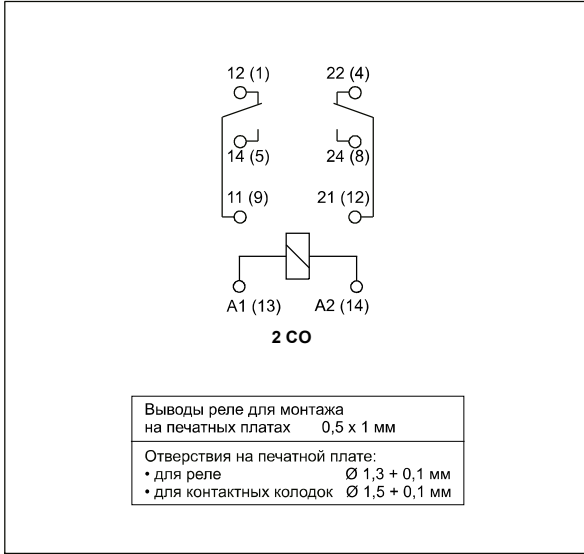 12 (1) 22 (4)
14 (5) 24 (8)
11 (9) 21 (12)
A1 (13) A2 (14)
2 CO
Выводы реле для монтажа
на печатных платах 0,5 x 1 мм
Отверстия на печатной плате:
• для реле Ø 1,3 + 0,1 мм
• для контактных колодок Ø 1,5 + 0,1 мм